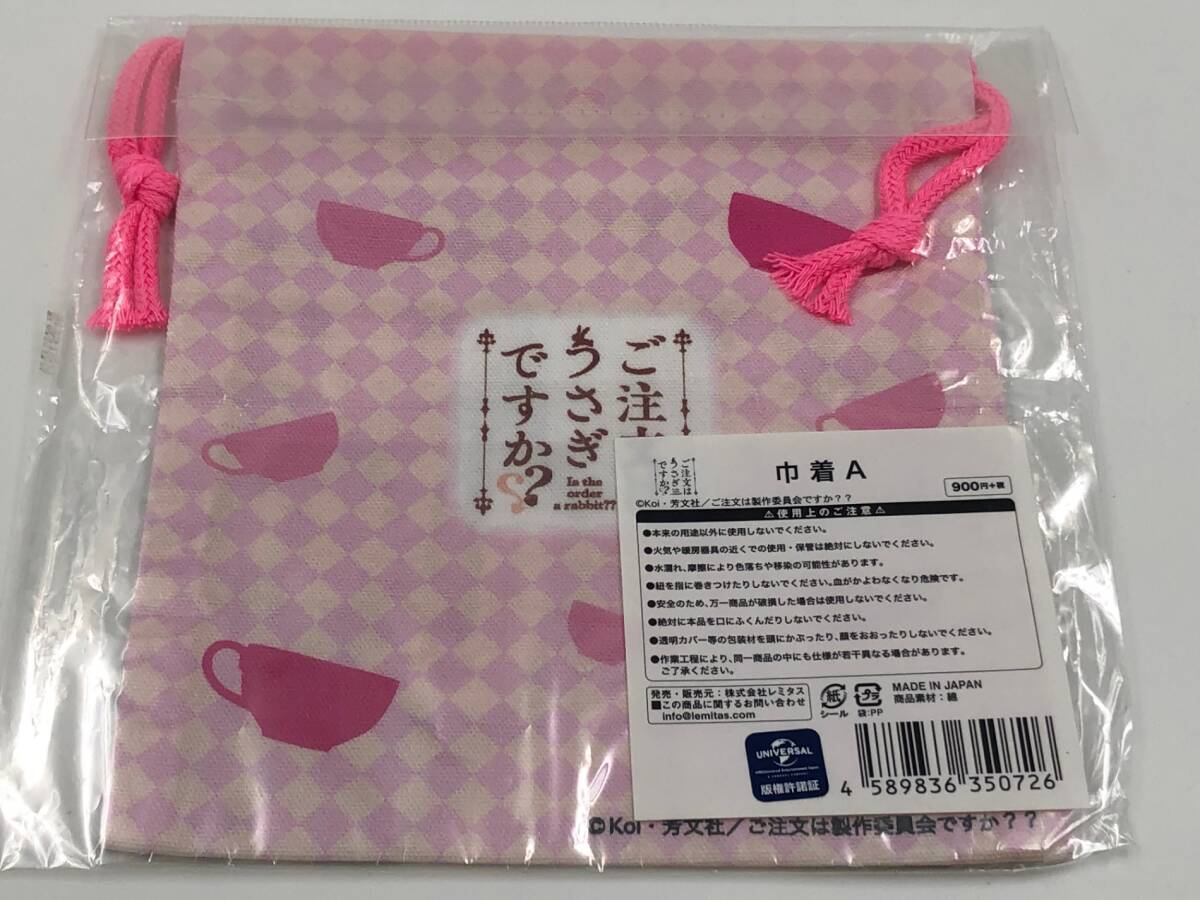 ご注
うさぎ
ですか?
Is the
order
a rabbit??
ご注文は
うさぎ
ですか?
巾着A
900円+税
©Koi・芳文社／ご注文は製作委員会ですか？？
⚠使用上のご注意⚠
●本来の用途以外に使用しないでください。
●火気や暖房器具の近くでの使用・保管は絶対にしないでください。
●水濡れ、摩擦により色落ちや移染の可能性があります。
●紐を指に巻きつけたりしないでください。血がかよわなくなり危険です。
●安全のため、万一商品が破損した場合は使用しないでください。
●絶対に本品を口にふくんだりしないでください。
●透明カバー等の包装材を頭にかぶったり、顔をおおったりしないでください。
●作業工程により、同一商品の中にも仕様が若干異なる場合があります。
ご了承ください。
発売・販売元：株式会社レミタス
■この商品に関するお問い合わせ
info@lemitas.com
紙
シール
プラ
袋:PP
MADE IN JAPAN
商品素材：綿
UNIVERSAL
版権許諾証
4 589836 350726
©Koi・芳文社／ご注文は製作委員会ですか？？